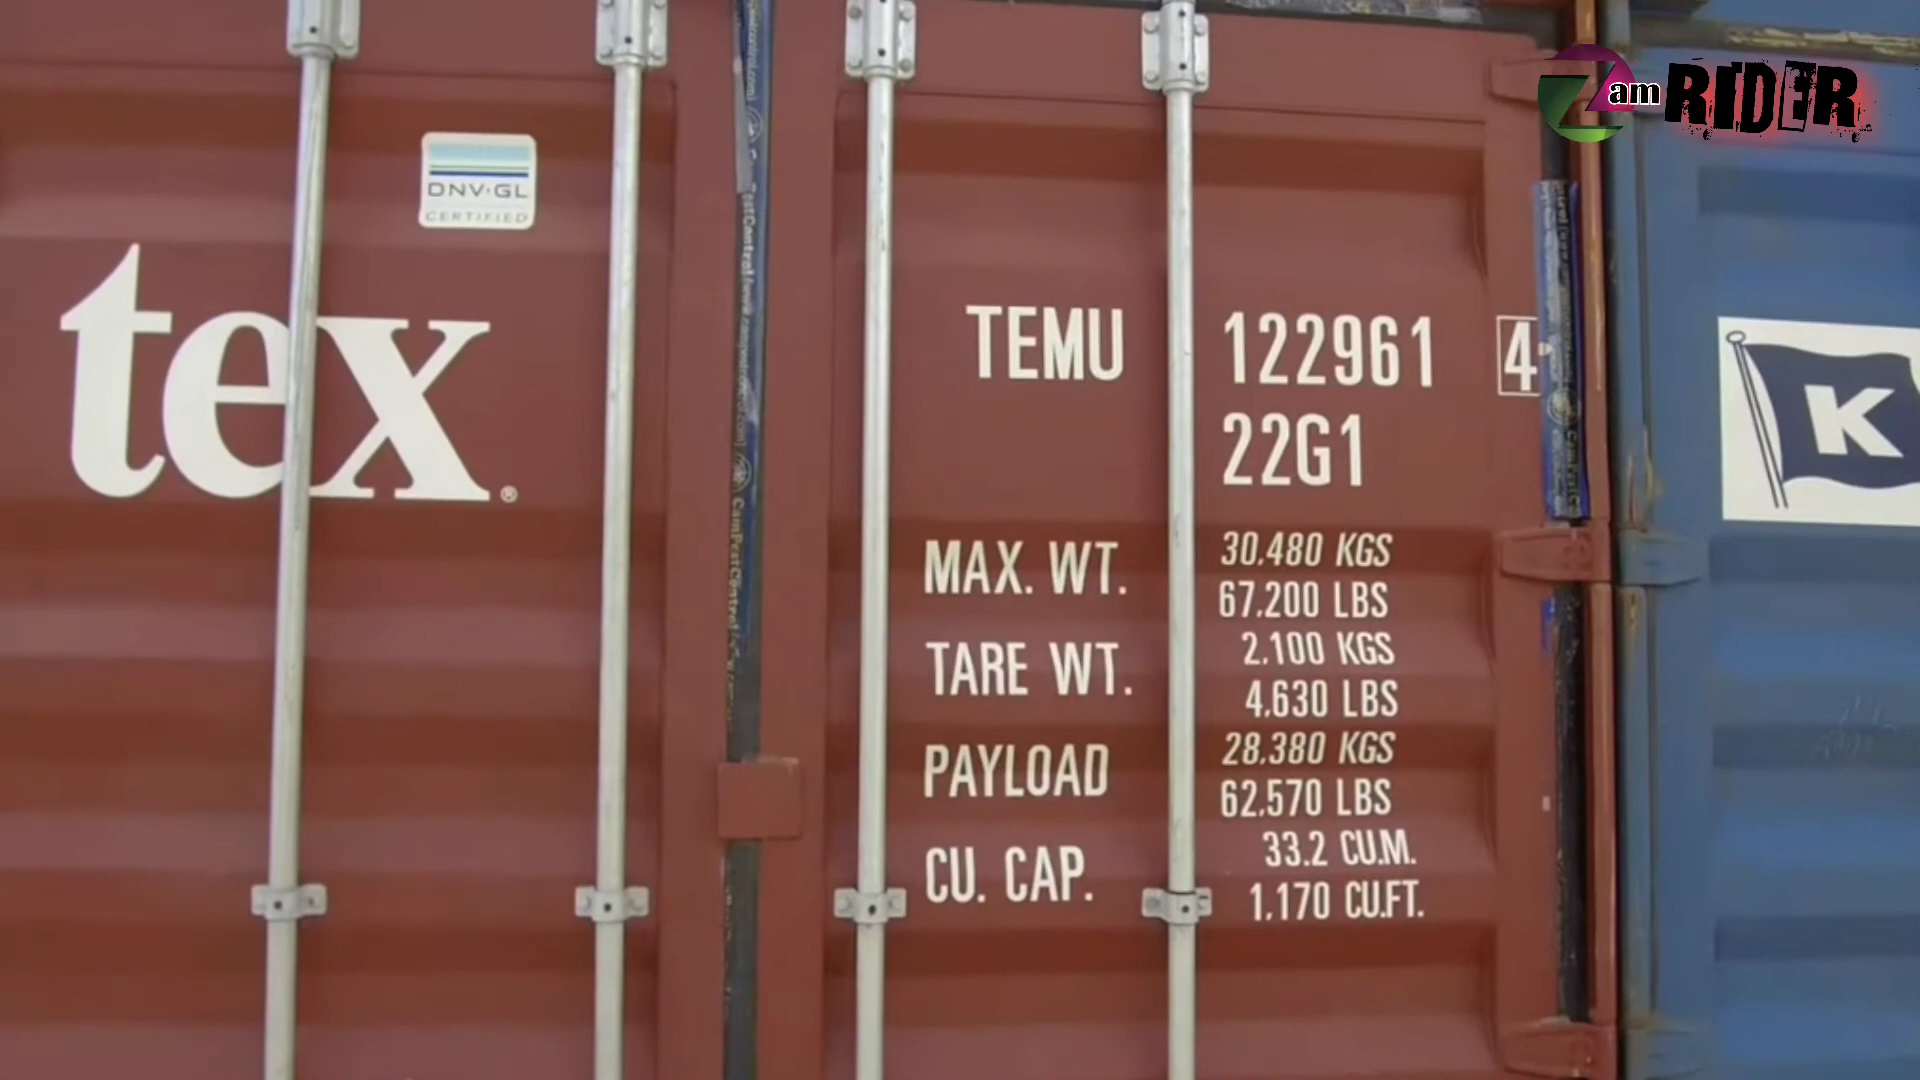 Zam RIDER
DNV·GL
CERTIFIED
tex®
TEMU 122961 4
22G1
MAX. WT. 30.480 KGS
67.200 LBS
TARE WT. 2.100 KGS
4.630 LBS
PAYLOAD 28.380 KGS
62.570 LBS
CU. CAP. 33.2 CU.M.
1.170 CU.FT.
K